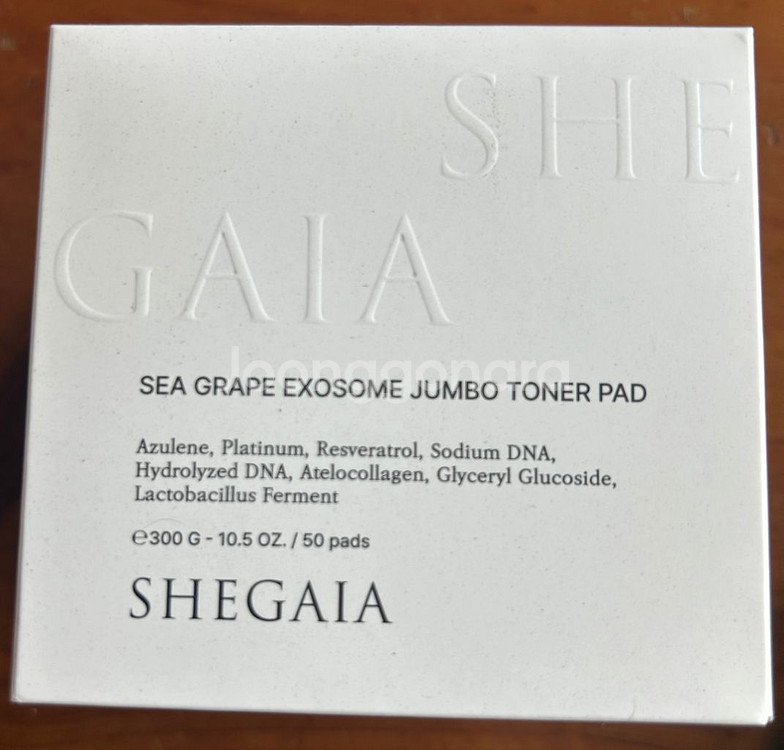 SHE
GAIA
joonggonara
SEA GRAPE EXOSOME JUMBO TONER PAD
Azulene, Platinum, Resveratrol, Sodium DNA,
Hydrolyzed DNA, Atelocollagen, Glyceryl Glucoside,
Lactobacillus Ferment
℮300 G - 10.5 OZ. / 50 pads
SHEGAIA